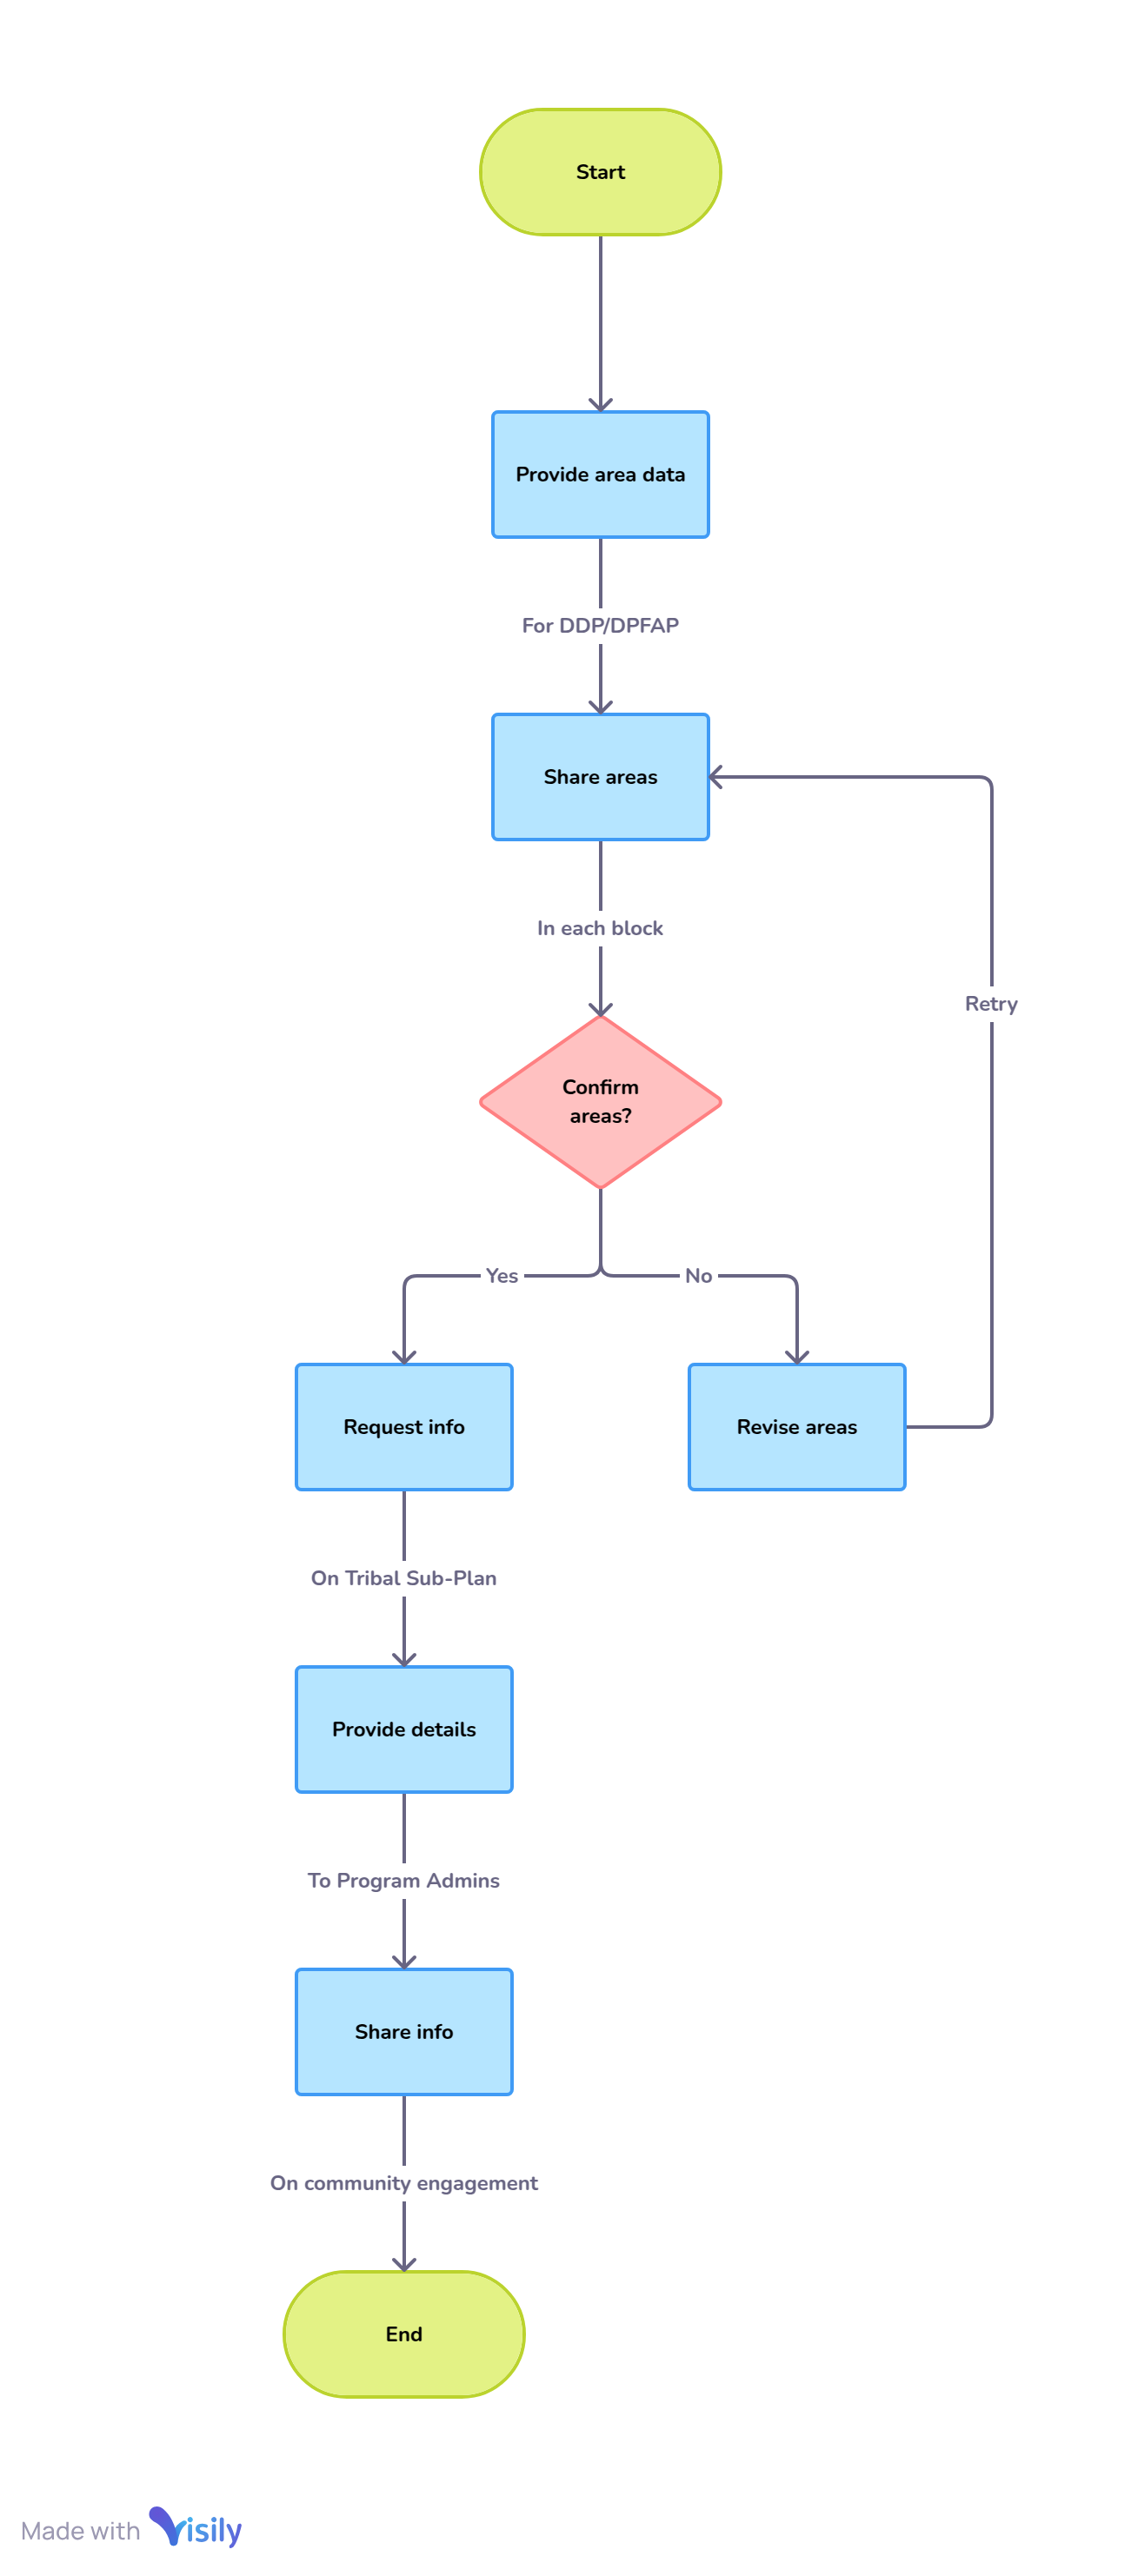 Start
Provide area data
For DDP/DPFAP
Share areas
In each block
Retry
Confirm
areas?
Yes
No
Request info
Revise areas
On Tribal Sub-Plan
Provide details
To Program Admins
Share info
On community engagement
End
Made with Visily